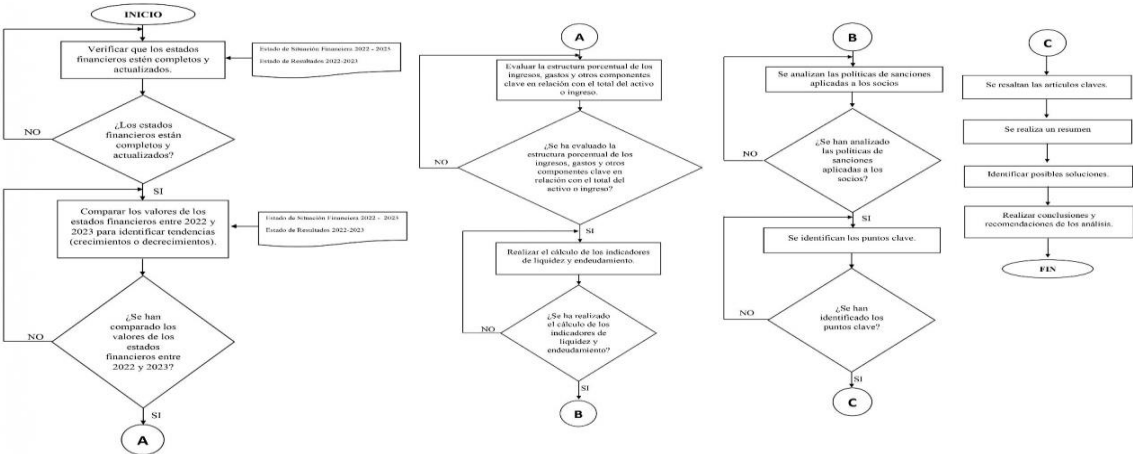 INICIO
Verificar que los estados
financieros estén completos y
actualizados.
Estado de Situación Financiera 2022 - 2023
Estado de Resultados 2022-2023
¿Los estados
financieros están
completos y
actualizados?
NO
SI
Comparar los valores de los
estados financieros entre 2022 y
2023 para identificar tendencias
(crecimientos o decrecimientos).
Estado de Situación Financiera 2022 - 2023
Estado de Resultados 2022-2023
¿Se han
comparado los
valores de los
estados
financieros entre
2022 y 2023?
NO
SI
A
A
Evaluar la estructura porcentual de los
ingresos, gastos y otros componentes
clave en relación con el total del activo
o ingreso.
¿Se ha evaluado la
estructura porcentual de los
ingresos, gastos y otros
componentes clave en
relación con el total del
activo o ingreso?
NO
SI
Realizar el cálculo de los indicadores
de liquidez y endeudamiento.
¿Se ha realizado
el cálculo de los
indicadores de
liquidez y
endeudamiento?
NO
SI
B
B
Se analizan las políticas de sanciones
aplicadas a los socios
¿Se han analizado
las políticas de
sanciones
aplicadas a los
socios?
NO
SI
Se identifican los puntos clave.
¿Se han
identificado los
puntos clave?
NO
SI
C
C
Se resaltan las artículos claves.
Se realiza un resumen
Identificar posibles soluciones.
Realizar conclusiones y
recomendaciones de los análisis.
FIN